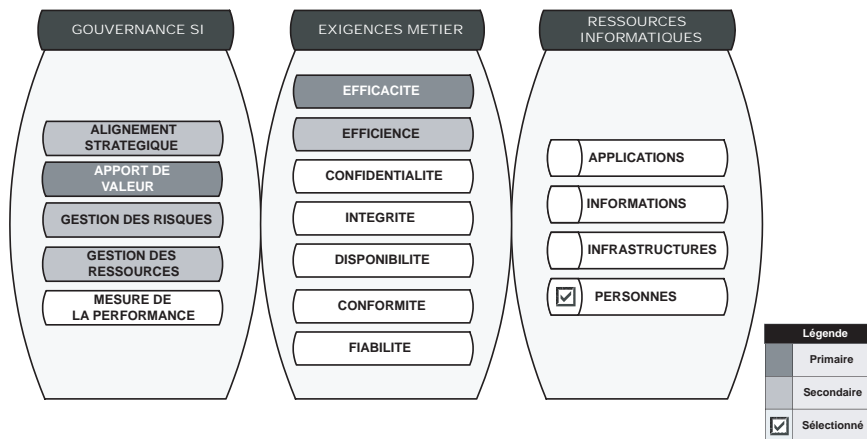 GOUVERNANCE SI
ALIGNEMENT
STRATEGIQUE
APPORT DE
VALEUR
GESTION DES RISQUES
GESTION DES
RESSOURCES
MESURE DE
LA PERFORMANCE
EXIGENCES METIER
EFFICACITE
EFFICIENCE
CONFIDENTIALITE
INTEGRITE
DISPONIBILITE
CONFORMITE
FIABILITE
RESSOURCES
INFORMATIQUES
APPLICATIONS
INFORMATIONS
INFRASTRUCTURES
PERSONNES
Légende
Primaire
Secondaire
Sélectionné